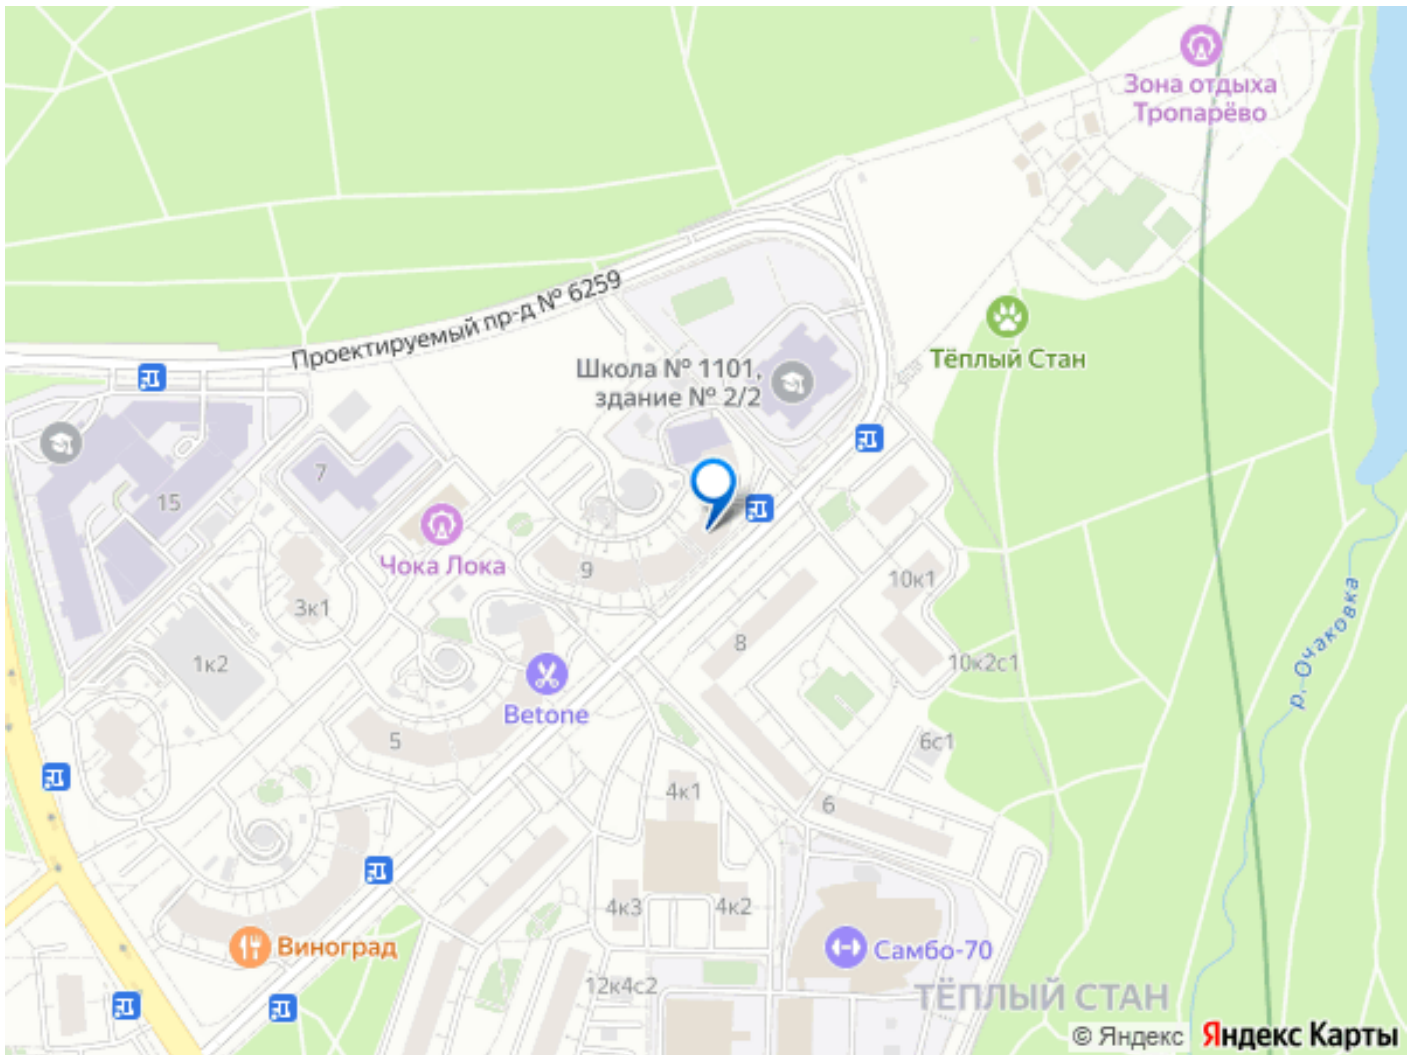 Зона отдыха
Тропарёво
Проектируемый пр-д № 6259
Тёплый Стан
Школа № 1101,
здание № 2/2
15
7
Чока Лока
9
10к1
3к1
8
р. Очаковка
1к2
10к2с1
Betone
5
6с1
4к1
6
4к3
4к2
Виноград
Самбо-70
12к4с2
ТЁПЛЫЙ СТАН
© Яндекс
Яндекс Карты